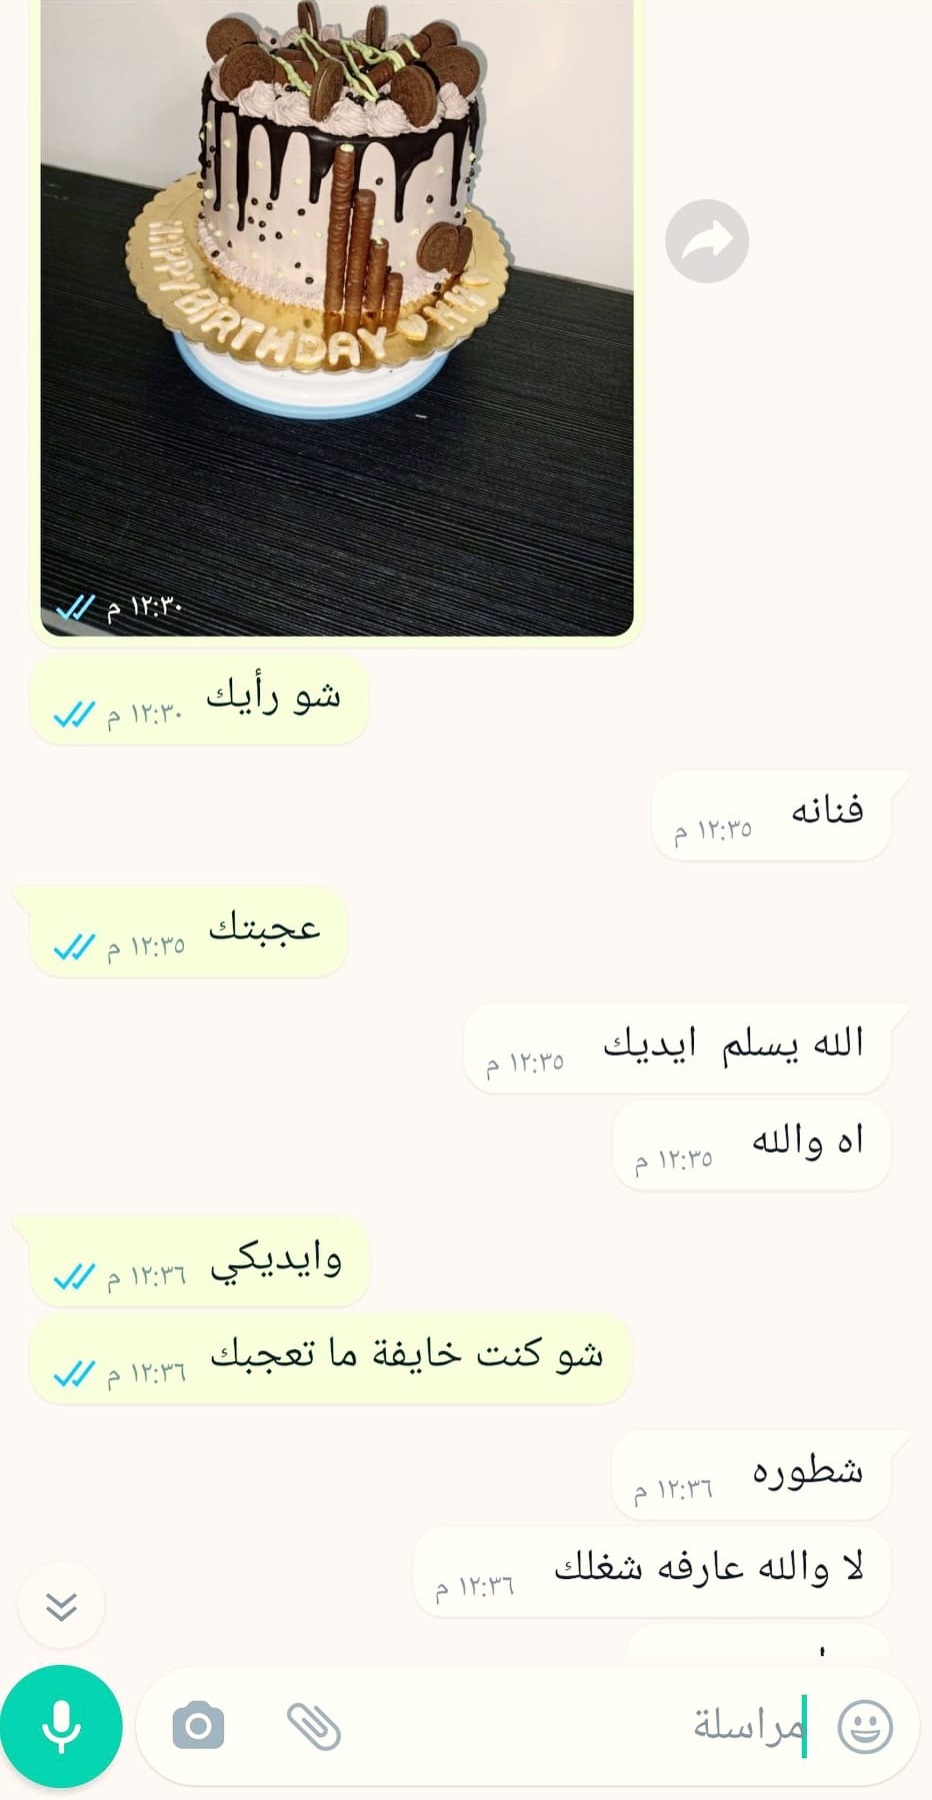 HAPPY BIRTHDAY
١٢:٣٠ م
شو رأيك
١٢:٣٠ م
فنانه
١٢:٣٥ م
عجبتك
١٢:٣٥ م
الله يسلم ايديك
١٢:٣٥ م
اه والله
١٢:٣٥ م
وايديكي
١٢:٣٦ م
شو كنت خايفة ما تعجبك
١٢:٣٦ م
شطوره
١٢:٣٦ م
لا والله عارفه شغلك
١٢:٣٦ م
مراسلة